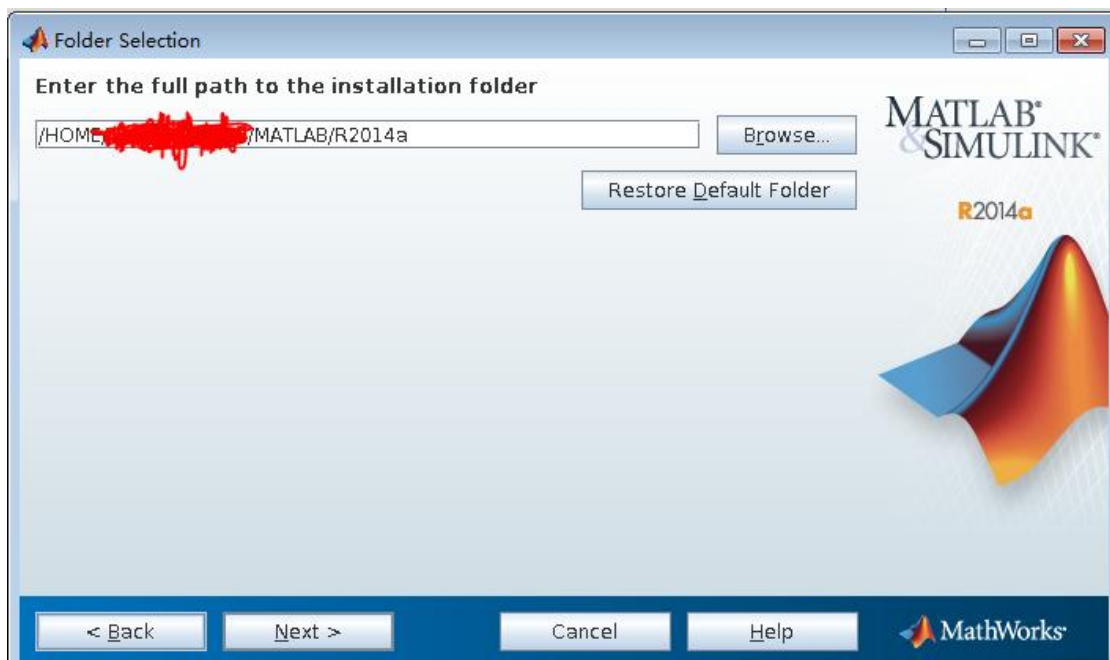 Folder Selection
Enter the full path to the installation folder
/HOME/ /MATLAB/R2014a
Browse...
Restore Default Folder
MATLAB®
&SIMULINK®
R2014a
< Back
Next >
Cancel
Help
MathWorks®